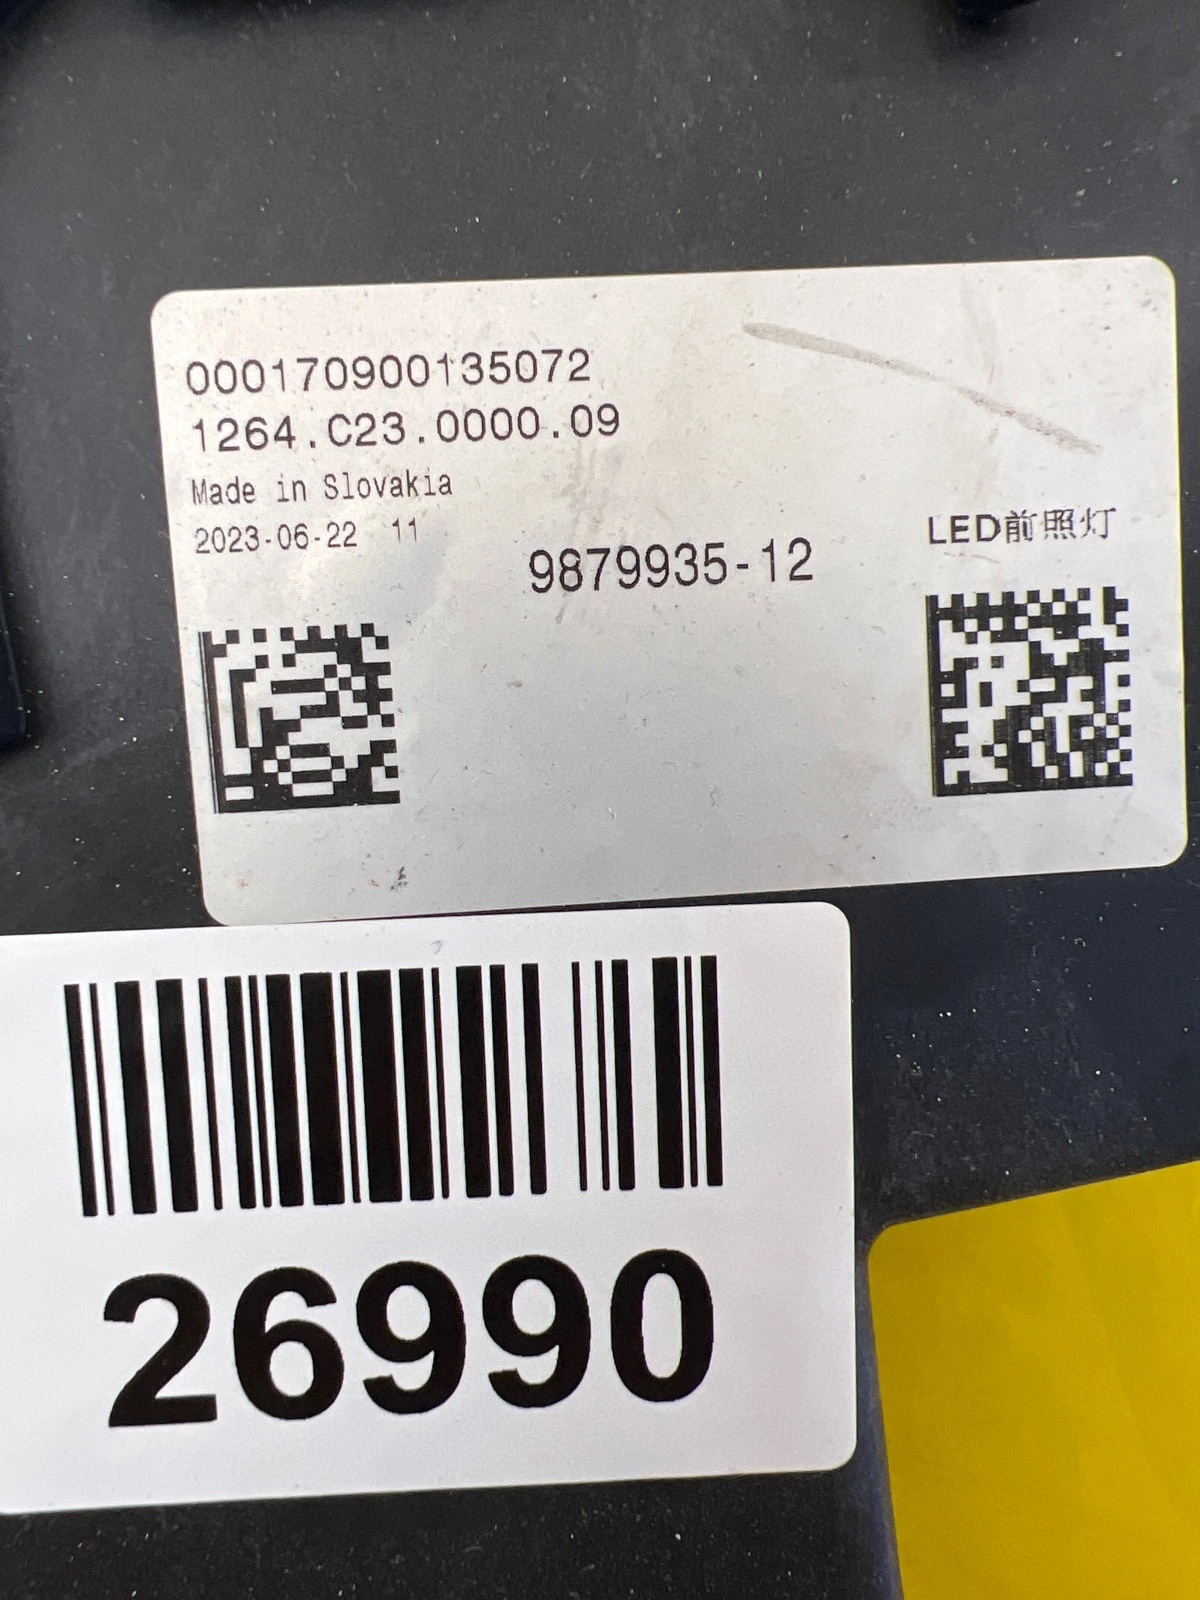 000170900135072
1264.C23.0000.09
Made in Slovakia
2023-06-22 11
9879935-12
LED前照灯
26990